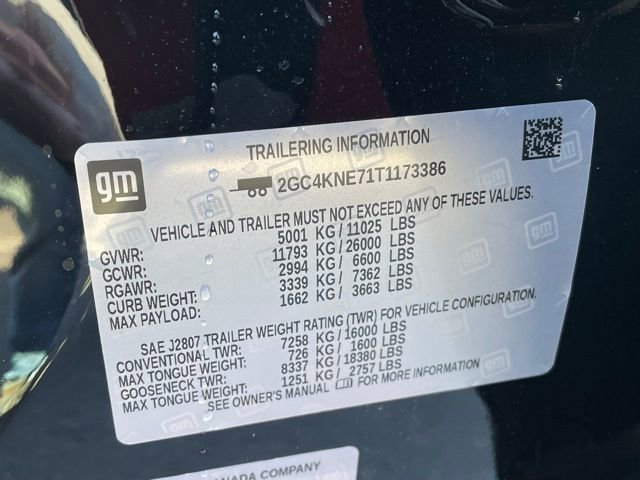 TRAILERING INFORMATION
gm
2GC4KNE71T1173386
VEHICLE AND TRAILER MUST NOT EXCEED ANY OF THESE VALUES.
GVWR: 5001 KG / 11025 LBS
GCWR: 11793 KG / 26000 LBS
RGAWR: 2994 KG / 6600 LBS
CURB WEIGHT: 3339 KG / 7362 LBS
MAX PAYLOAD: 1662 KG / 3663 LBS
SAE J2807 TRAILER WEIGHT RATING (TWR) FOR VEHICLE CONFIGURATION.
CONVENTIONAL TWR: 7258 KG / 16000 LBS
MAX TONGUE WEIGHT: 726 KG / 1600 LBS
GOOSENECK TWR: 8337 KG / 18380 LBS
MAX TONGUE WEIGHT: 1251 KG / 2757 LBS
SEE OWNER'S MANUAL FOR MORE INFORMATION
COMPANY